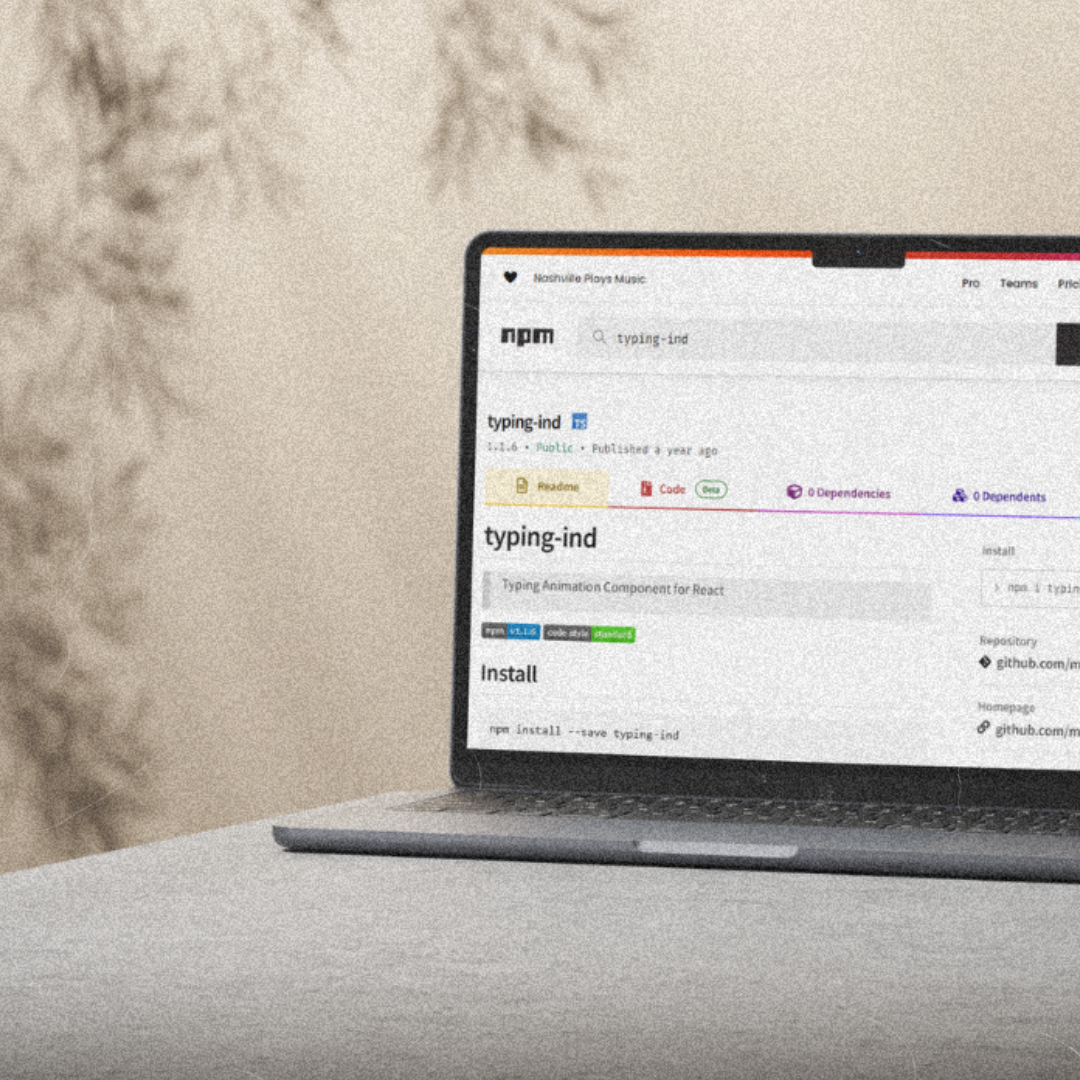 Nashville Plays Music
Pro Teams
npm typing-ind
typing-ind TS
1.1.6 • Public • Published a year ago
Readme Code Beta 0 Dependencies 0 Dependents
typing-ind
Install
Typing Animation Component for React
> npm i
npm v1.1.6 code style standard
Repository
github.com/m
Install
Homepage
npm install --save typing-ind
github.com/m